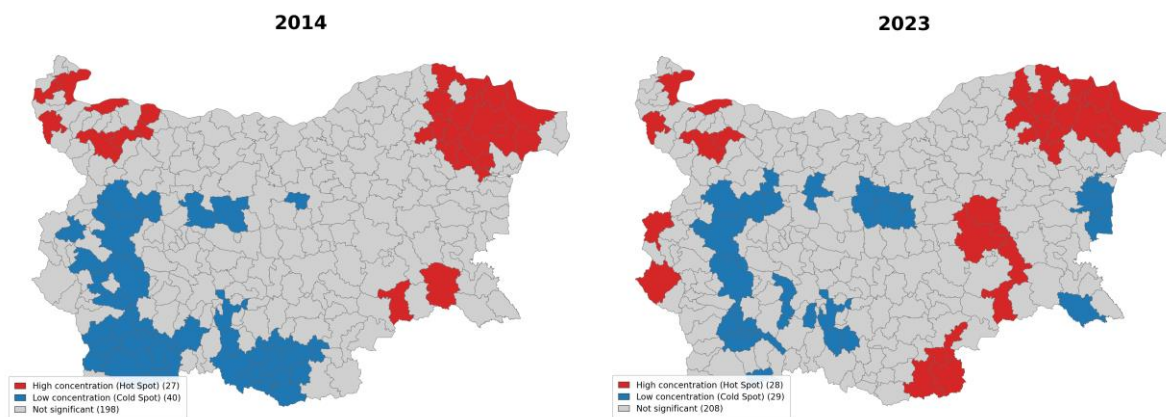 2014
High concentration (Hot Spot) (27)
Low concentration (Cold Spot) (40)
Not significant (198)
2023
High concentration (Hot Spot) (28)
Low concentration (Cold Spot) (29)
Not significant (208)